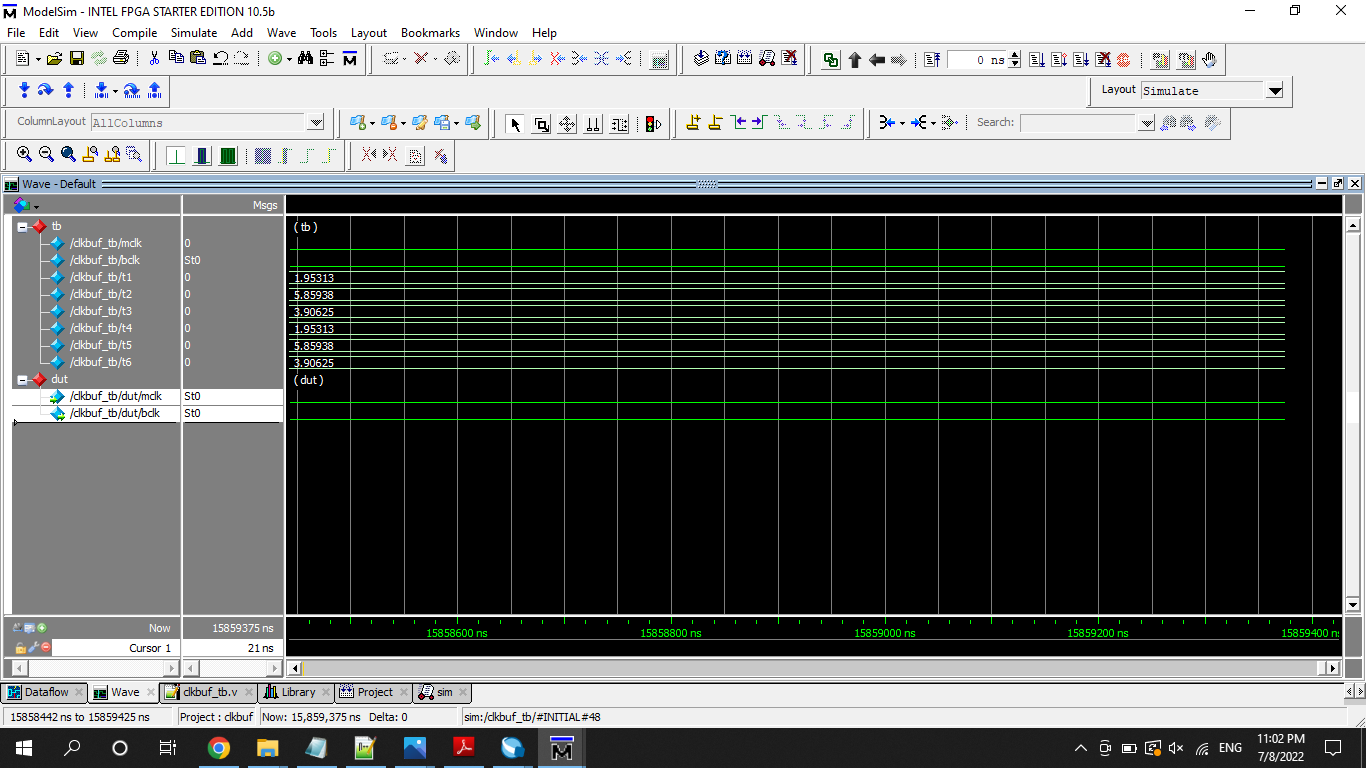 ModelSim - INTEL FPGA STARTER EDITION 10.5b
File Edit View Compile Simulate Add Wave Tools Layout Bookmarks Window Help
0 ns
Layout Simulate
ColumnLayout AllColumns
Search:
Wave - Default
Msgs
tb
(tb)
/clkbuf_tb/mclk 0
/clkbuf_tb/bclk St0
/clkbuf_tb/t1 0 1.95313
/clkbuf_tb/t2 0 5.85938
/clkbuf_tb/t3 0 3.90625
/clkbuf_tb/t4 0 1.95313
/clkbuf_tb/t5 0 5.85938
/clkbuf_tb/t6 0 3.90625
dut
(dut)
/clkbuf_tb/dut/mclk St0
/clkbuf_tb/dut/bclk St0
Now 15859375 ns
15858600 ns 15858800 ns 15859000 ns 15859200 ns 15859400 ns
Cursor 1 21 ns
Dataflow Wave clkbuf_tb.v Library Project sim
15858442 ns to 15859425 ns Project : clkbuf Now: 15,859,375 ns Delta: 0 sim:/clkbuf_tb/#INITIAL#48
ENG
11:02 PM
7/8/2022